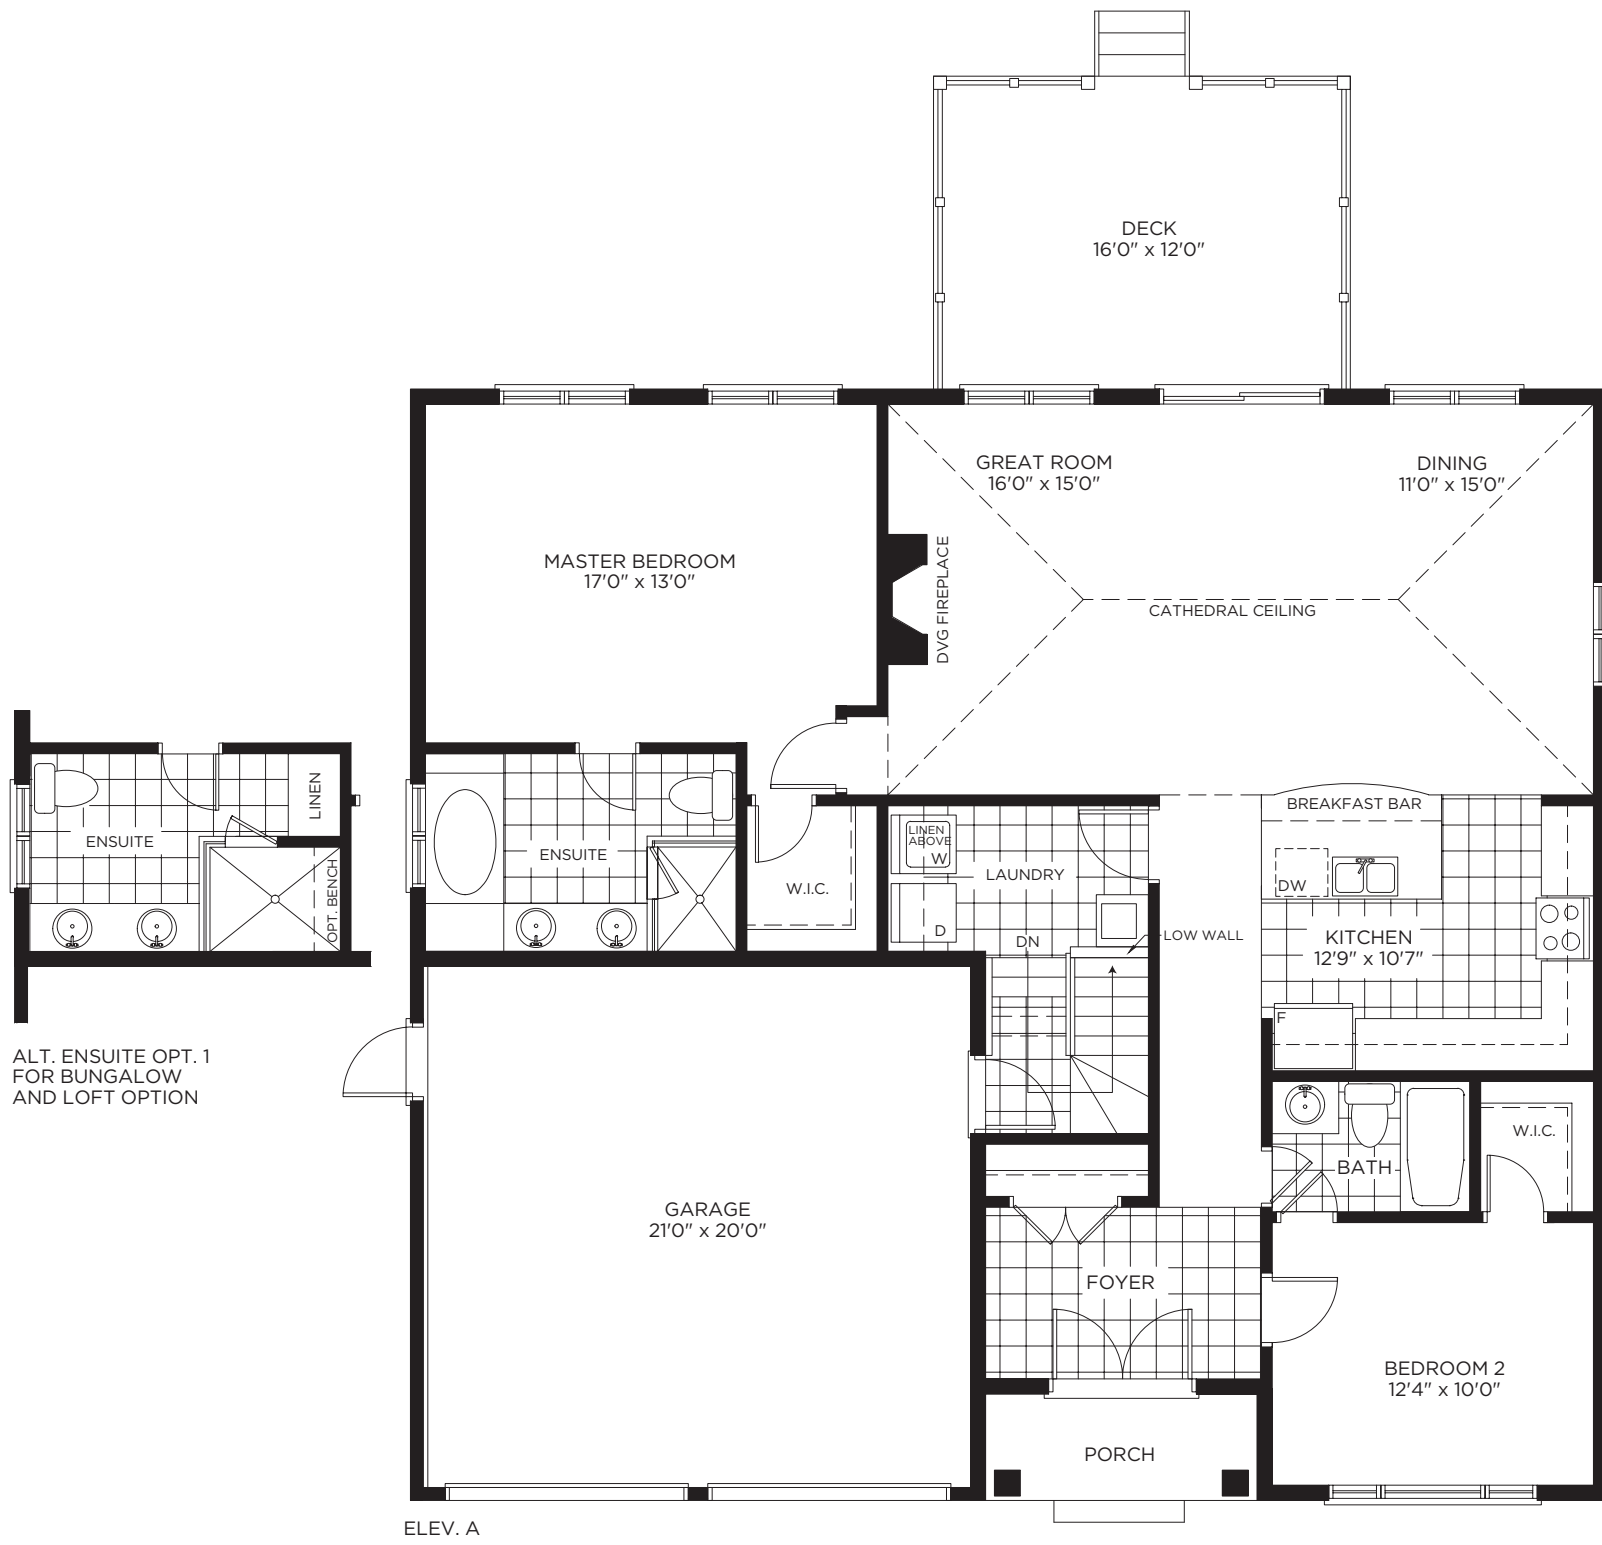 DECK
16'0" x 12'0"
GREAT ROOM
16'0" x 15'0"
DINING
11'0" x 15'0"
MASTER BEDROOM
17'0" x 13'0"
DVG FIREPLACE
CATHEDRAL CEILING
LINEN
ENSUITE
OPT. BENCH
ALT. ENSUITE OPT. 1
FOR BUNGALOW
AND LOFT OPTION
ENSUITE
W.I.C.
LINEN
ABOVE
W
LAUNDRY
D
DN
LOW WALL
BREAKFAST BAR
DW
KITCHEN
12'9" x 10'7"
F
BATH
W.I.C.
GARAGE
21'0" x 20'0"
FOYER
BEDROOM 2
12'4" x 10'0"
PORCH
ELEV. A